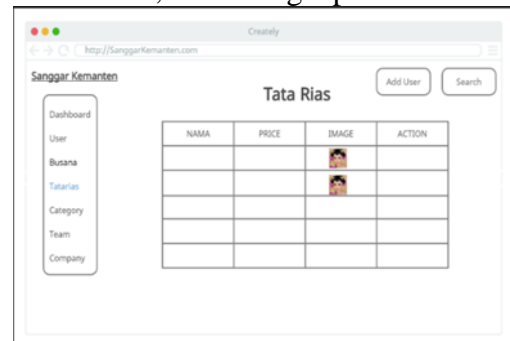 Creately
http://SanggarKemanten.com
Sanggar Kemanten
Add User
Search
Tata Rias
Dashboard
User
Busana
Tatarias
Category
Team
Company
NAMA PRICE IMAGE ACTION